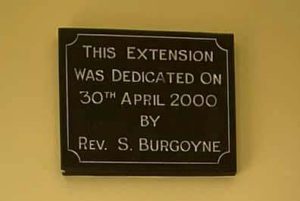 THIS EXTENSION
WAS DEDICATED ON
30TH APRIL 2000
BY
REV. S. BURGOYNE